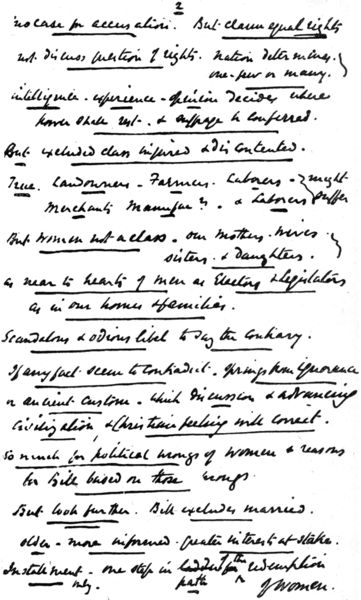 2
no case for accusation. But claim equal rights
not discuss question of rights. Nation determines.
one - few or many.
intelligence - experience - opinion decides where
power shall rest. & suffrage be conferred.
But excluded class injured & discontented.
True. Landowners - Farmers. Laborers - might
Merchants Manufars. & Laborers suffer
But women not a class - our mothers. wives.
sisters. & daughters.
as near to hearts of men as Electors & Legislators
as in our homes & families.
Scandalous & odious libel to say the contrary.
If any fact seem to contradict - springs from ignorance
or ancient custom - which discussion & advancing
civilization & Christian feeling will correct.
So much for political wrongs of women & reasons
for Bill based on those wrongs.
But look further. Bill excludes married.
older - more informed - greater interests at stake.
Instalment - one step in ladder of the redemption
only. path of women.